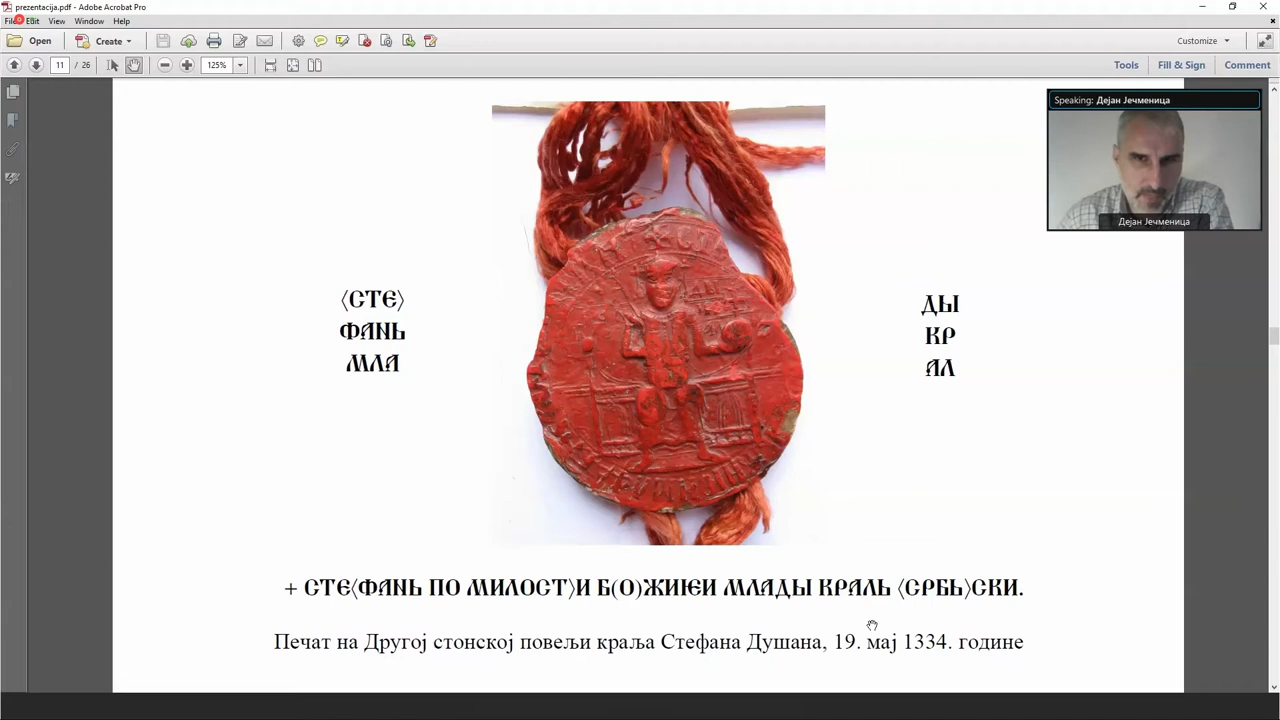 prezentacija.pdf - Adobe Acrobat Pro
File Edit View Window Help
Open Create 125% Customize
11 / 26
Tools Fill & Sign Comment
Speaking: Дејан Јечменица
Дејан Јечменица
⟨СТЕ⟩
ФАНЬ
МЛА
ДЫ
КР
АЛ
+ СТЕ⟨ФАНЬ ПО МИЛОСТ⟩И Б(О)ЖИѤИ МЛАДЫ КРАЛЬ ⟨СРБЬ⟩СКИ.
Печат на Другој стонској повељи краља Стефана Душана, 19. мај 1334. године